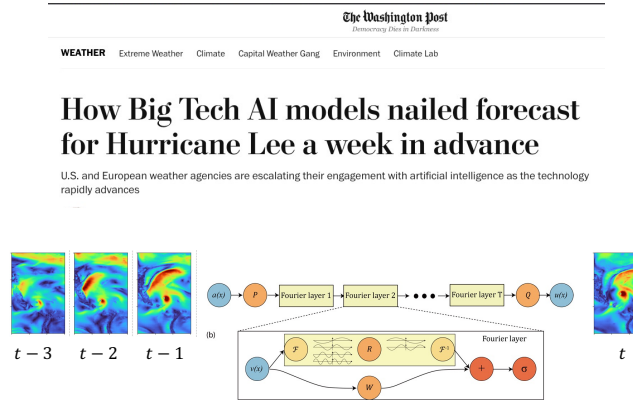 The Washington Post
Democracy Dies in Darkness
WEATHER Extreme Weather Climate Capital Weather Gang Environment Climate Lab
How Big Tech AI models nailed forecast
for Hurricane Lee a week in advance
U.S. and European weather agencies are escalating their engagement with artificial intelligence as the technology
rapidly advances
a(x) P Fourier layer 1 Fourier layer 2 Fourier layer T Q u(x)
(b)
Fourier layer
v(x) ℱ R ℱ⁻¹ + σ
W
t − 3 t − 2 t − 1 t